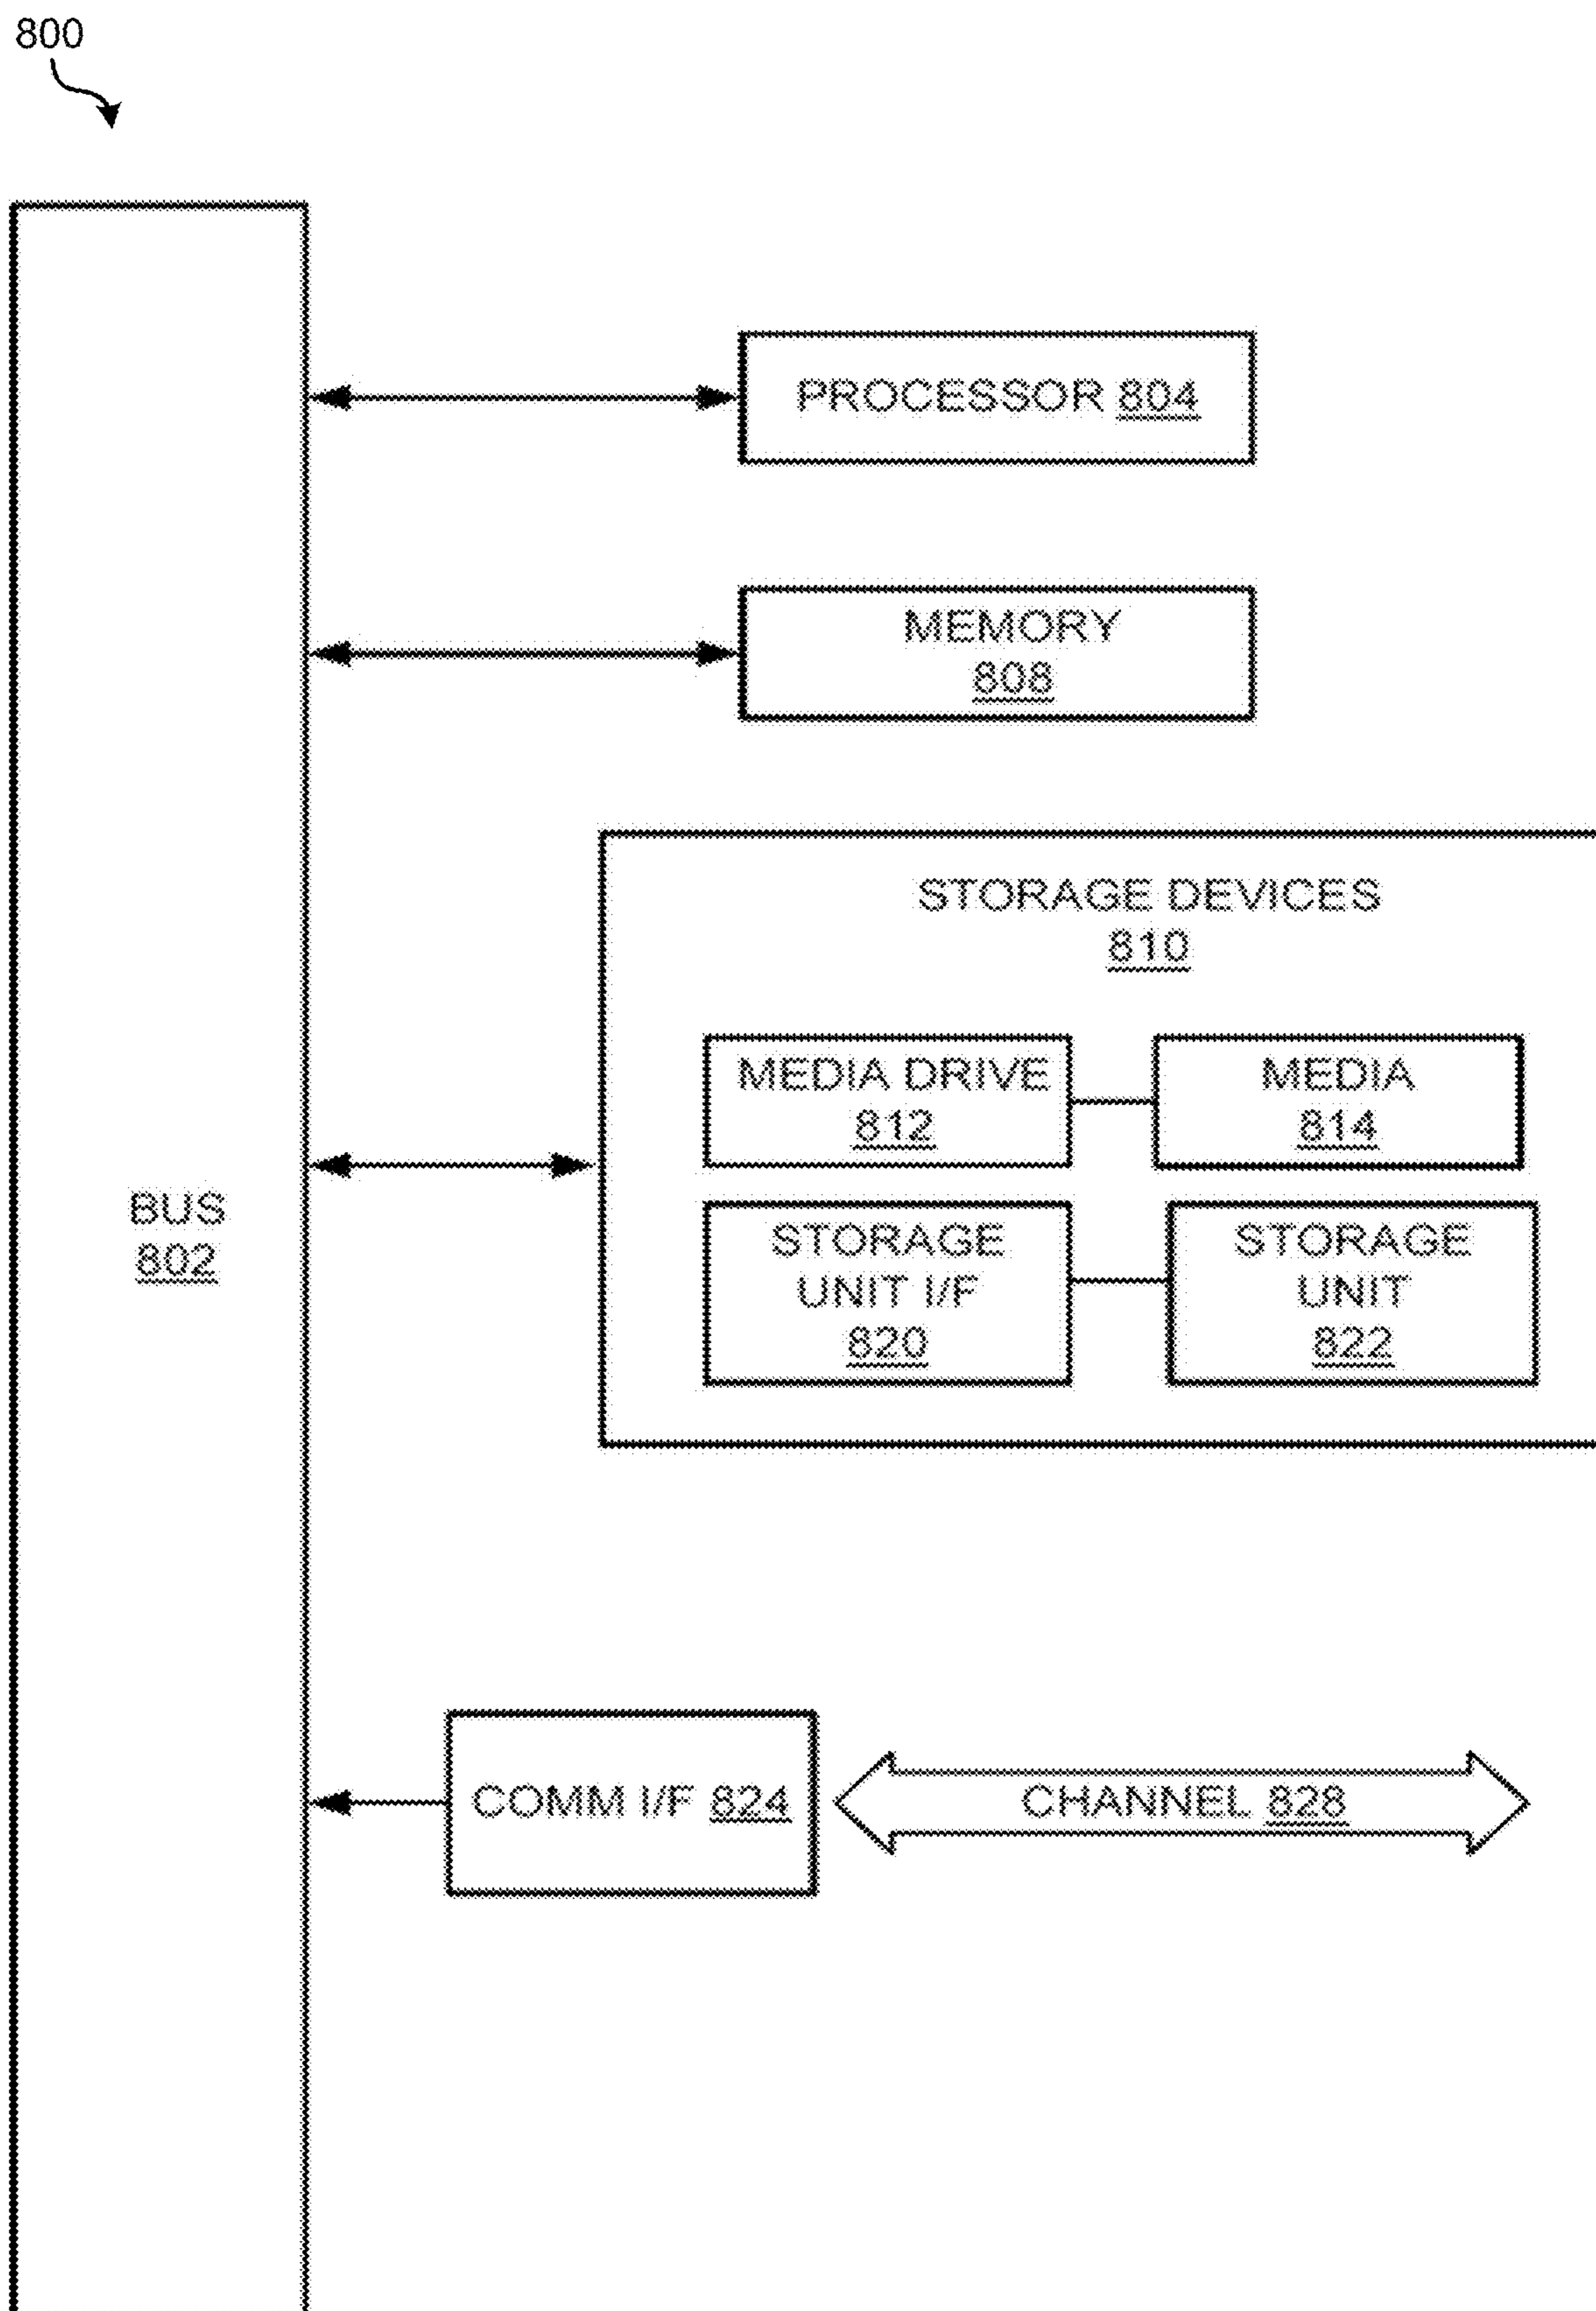 800
PROCESSOR 804
MEMORY
808
STORAGE DEVICES
810
MEDIA DRIVE
812
MEDIA
814
STORAGE
UNIT I/F
820
STORAGE
UNIT
822
BUS
802
COMM I/F 824
CHANNEL 828